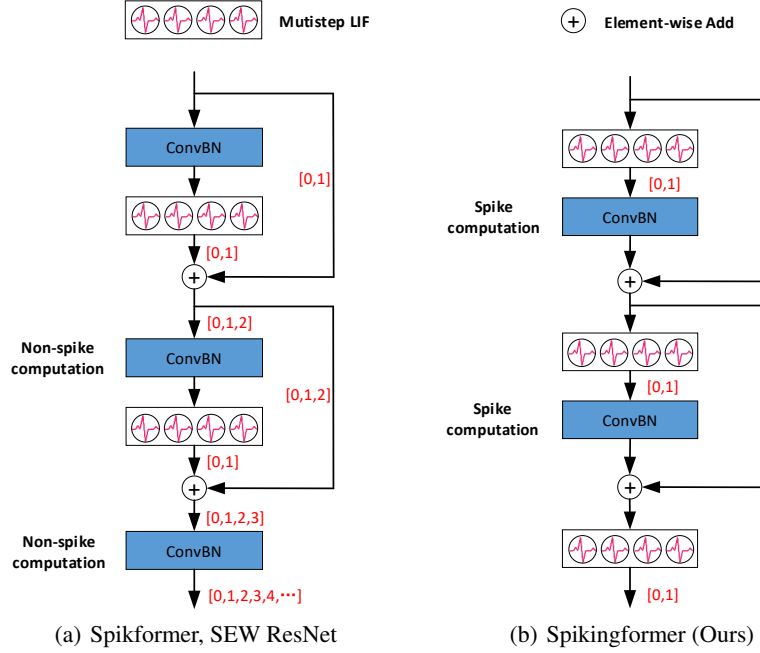 Mutistep LIF
Element-wise Add
ConvBN
[0,1]
[0,1]
[0,1,2]
Non-spike
computation
ConvBN
[0,1,2]
[0,1]
[0,1,2,3]
Non-spike
computation
ConvBN
[0,1,2,3,4,···]
(a) Spikformer, SEW ResNet
[0,1]
Spike
computation
ConvBN
[0,1]
Spike
computation
ConvBN
[0,1]
(b) Spikingformer (Ours)